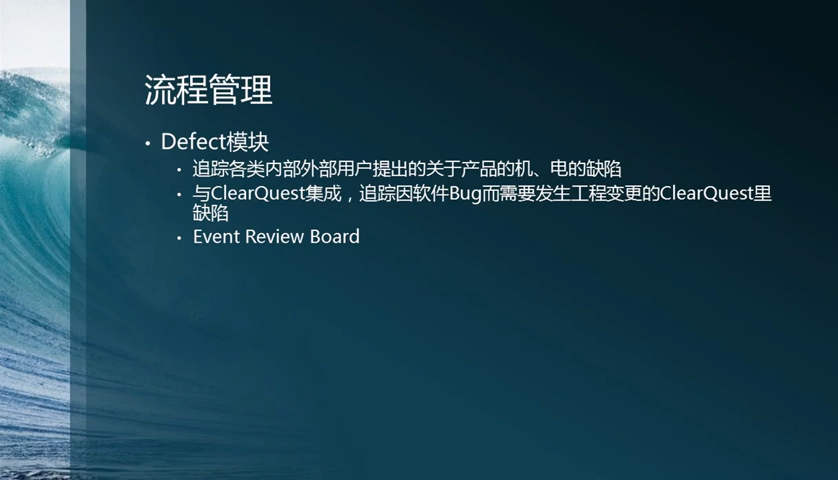 流程管理
• Defect模块
• 追踪各类内部外部用户提出的关于产品的机、电的缺陷
• 与ClearQuest集成，追踪因软件Bug而需要发生工程变更的ClearQuest里
缺陷
• Event Review Board